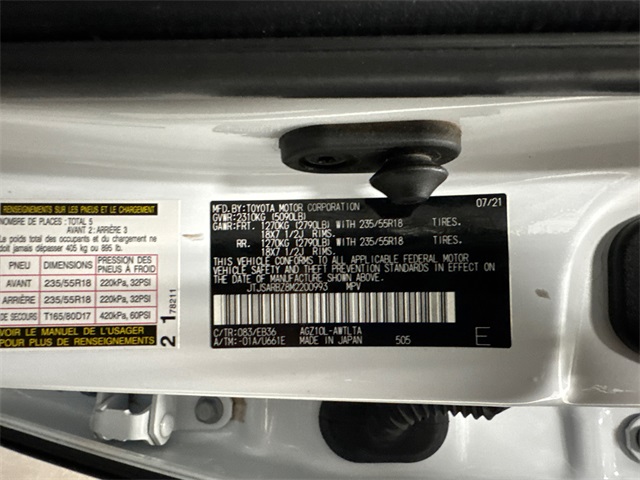 RENSEIGNEMENTS SUR LES PNEUS ET LE CHARGEMENT
NOMBRE DE PLACES : TOTAL 5
AVANT 2: ARRIÈRE 3
Le poids total des occupants et du chargement ne
doit jamais dépasser 405 kg ou 895 lb.
PNEU DIMENSIONS PRESSION DES PNEUS À FROID
AVANT 235/55R18 220kPa, 32PSI
ARRIÈRE 235/55R18 220kPa, 32PSI
DE SECOURS T165/80D17 420kPa, 60PSI
VOIR LE MANUEL DE L'USAGER
POUR PLUS DE RENSEIGNEMENTS
2 1 78211
MFD.BY:TOYOTA MOTOR CORPORATION 07/21
GVWR:2310KG (5090LB)
GAWR:FRT. 1270KG (2790LB) WITH 235/55R18 TIRES.
18X7 1/2J RIMS.
RR. 1270KG (2790LB) WITH 235/55R18 TIRES.
18X7 1/2J RIMS.
THIS VEHICLE CONFORMS TO ALL APPLICABLE FEDERAL MOTOR
VEHICLE SAFETY AND THEFT PREVENTION STANDARDS IN EFFECT ON
THE DATE OF MANUFACTURE SHOWN ABOVE.
JTJSARBZ8M2200993 MPV
C/TR:083/EB36 AGZ10L-AWTLTA
A/TM:-01A/U661E MADE IN JAPAN 505
E